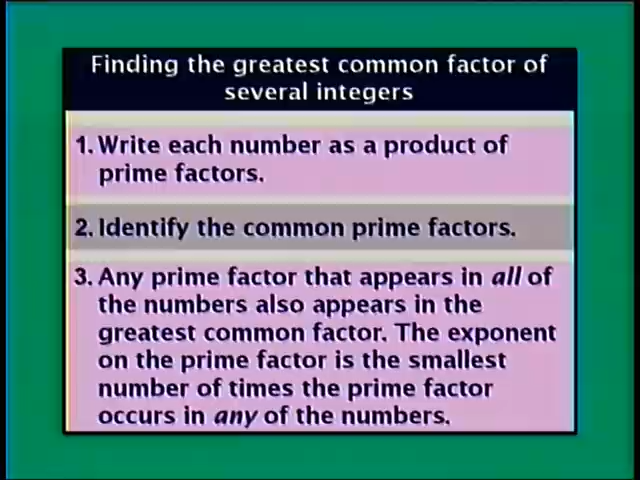 Finding the greatest common factor of
several integers
1. Write each number as a product of
prime factors.
2. Identify the common prime factors.
3. Any prime factor that appears in all of
the numbers also appears in the
greatest common factor. The exponent
on the prime factor is the smallest
number of times the prime factor
occurs in any of the numbers.